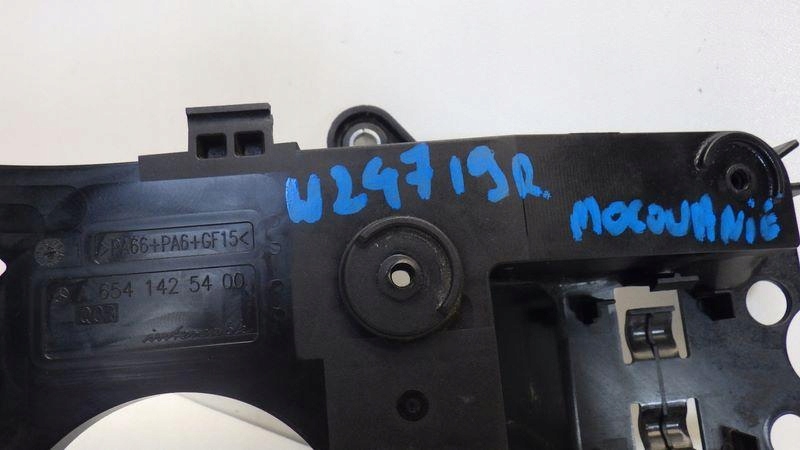 W247 19R.
MOCOWANIE
>PA66+PA6+GF15<
A 654 142 54 00